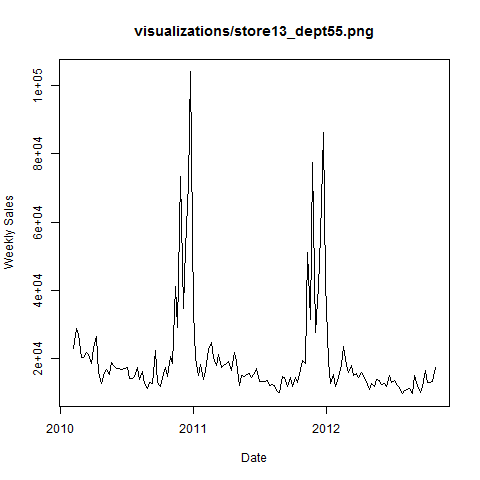 visualizations/store13_dept55.png
Weekly Sales
1e+05
8e+04
6e+04
4e+04
2e+04
2010
2011
2012
Date